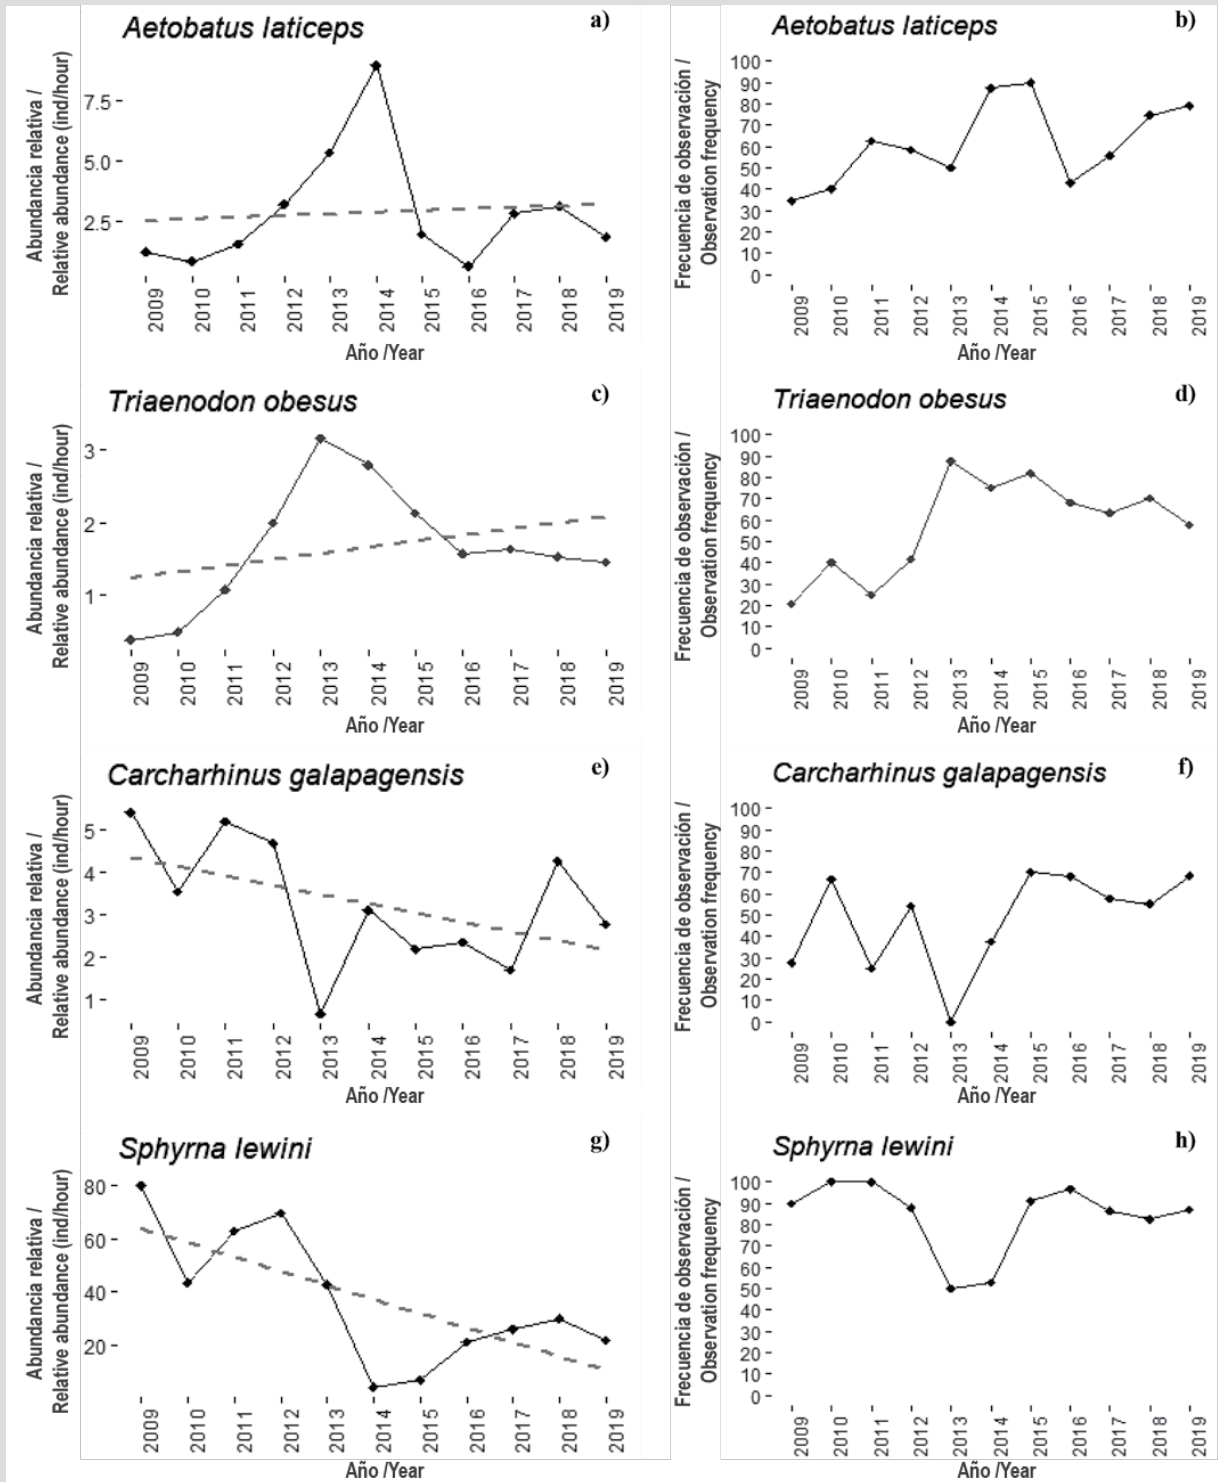 Aetobatus laticeps
a)
Abundancia relativa /
Relative abundance (ind/hour)
7.5
5.0
2.5
2009 2010 2011 2012 2013 2014 2015 2016 2017 2018 2019
Año /Year
Aetobatus laticeps
b)
Frecuencia de observación /
Observation frequency
100
90
80
70
60
50
40
30
20
10
0
2009 2010 2011 2012 2013 2014 2015 2016 2017 2018 2019
Año /Year
Triaenodon obesus
c)
Abundancia relativa /
Relative abundance (ind/hour)
3
2
1
2009 2010 2011 2012 2013 2014 2015 2016 2017 2018 2019
Año /Year
Triaenodon obesus
d)
Frecuencia de observación /
Observation frequency
100
90
80
70
60
50
40
30
20
10
0
2009 2010 2011 2012 2013 2014 2015 2016 2017 2018 2019
Año /Year
Carcharhinus galapagensis
e)
Abundancia relativa /
Relative abundance (ind/hour)
5
4
3
2
1
2009 2010 2011 2012 2013 2014 2015 2016 2017 2018 2019
Año /Year
Carcharhinus galapagensis
f)
Frecuencia de observación /
Observation frequency
100
90
80
70
60
50
40
30
20
10
0
2009 2010 2011 2012 2013 2014 2015 2016 2017 2018 2019
Año /Year
Sphyrna lewini
g)
Abundancia relativa /
Relative abundance (ind/hour)
80
60
40
20
2009 2010 2011 2012 2013 2014 2015 2016 2017 2018 2019
Año /Year
Sphyrna lewini
h)
Frecuencia de observación /
Observation frequency
100
90
80
70
60
50
40
30
20
10
0
2009 2010 2011 2012 2013 2014 2015 2016 2017 2018 2019
Año /Year